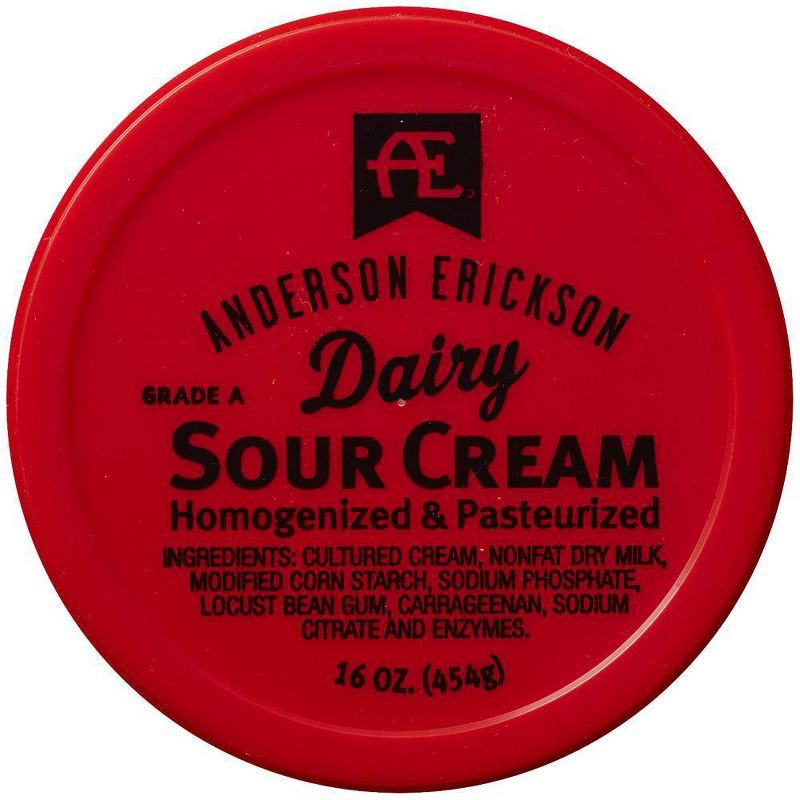 AE
ANDERSON ERICKSON
Dairy
GRADE A
SOUR CREAM
Homogenized & Pasteurized
INGREDIENTS: CULTURED CREAM, NONFAT DRY MILK,
MODIFIED CORN STARCH, SODIUM PHOSPHATE,
LOCUST BEAN GUM, CARRAGEENAN, SODIUM
CITRATE AND ENZYMES.
16 OZ. (454g)